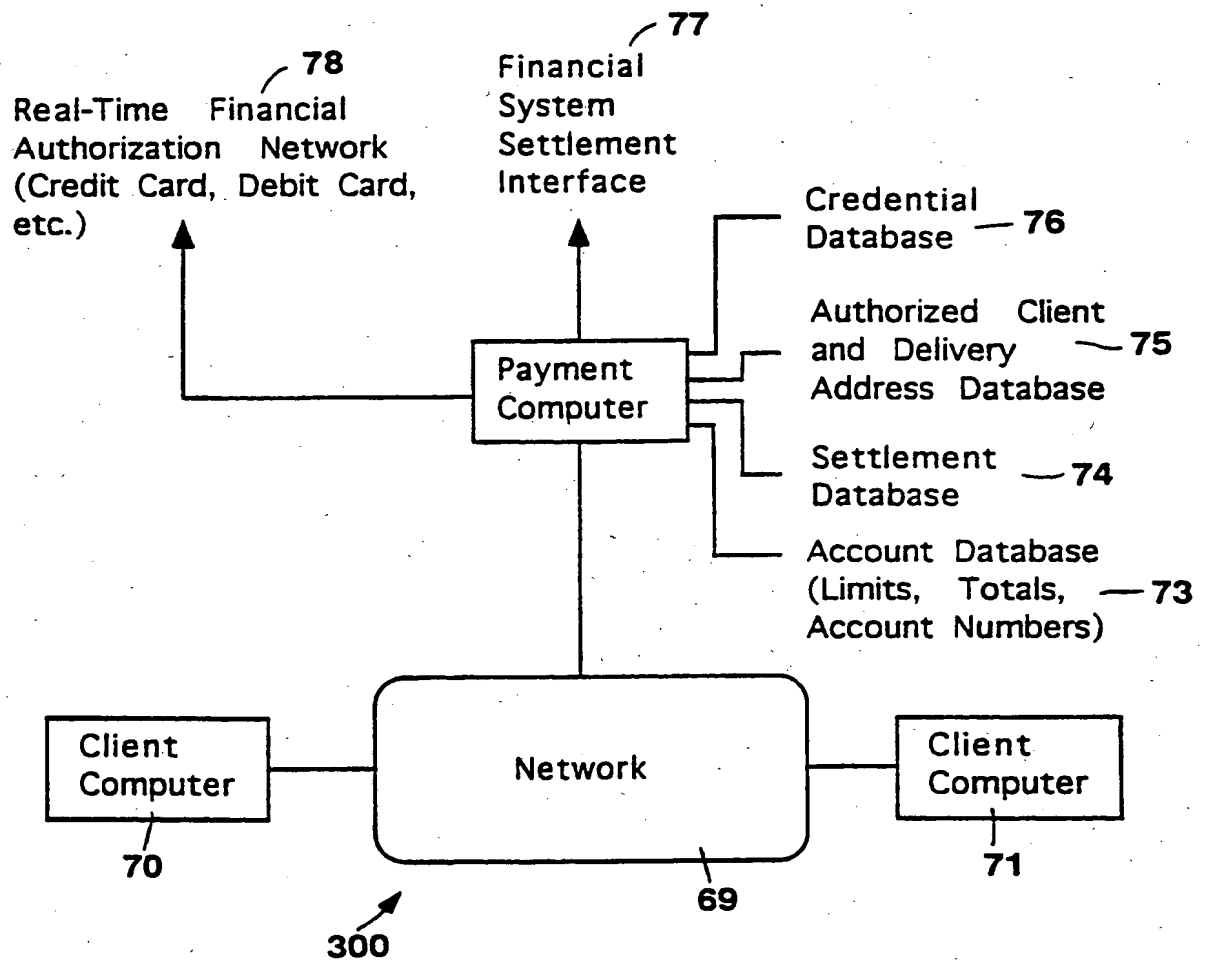 77
78
Financial
System
Settlement
Interface
Real-Time Financial
Authorization Network
(Credit Card, Debit Card,
etc.)
Credential
Database
76
Authorized Client
and Delivery
Address Database
75
Payment
Computer
Settlement
Database
74
Account Database
(Limits, Totals,
Account Numbers)
73
Client
Computer
70
Network
69
Client
Computer
71
300